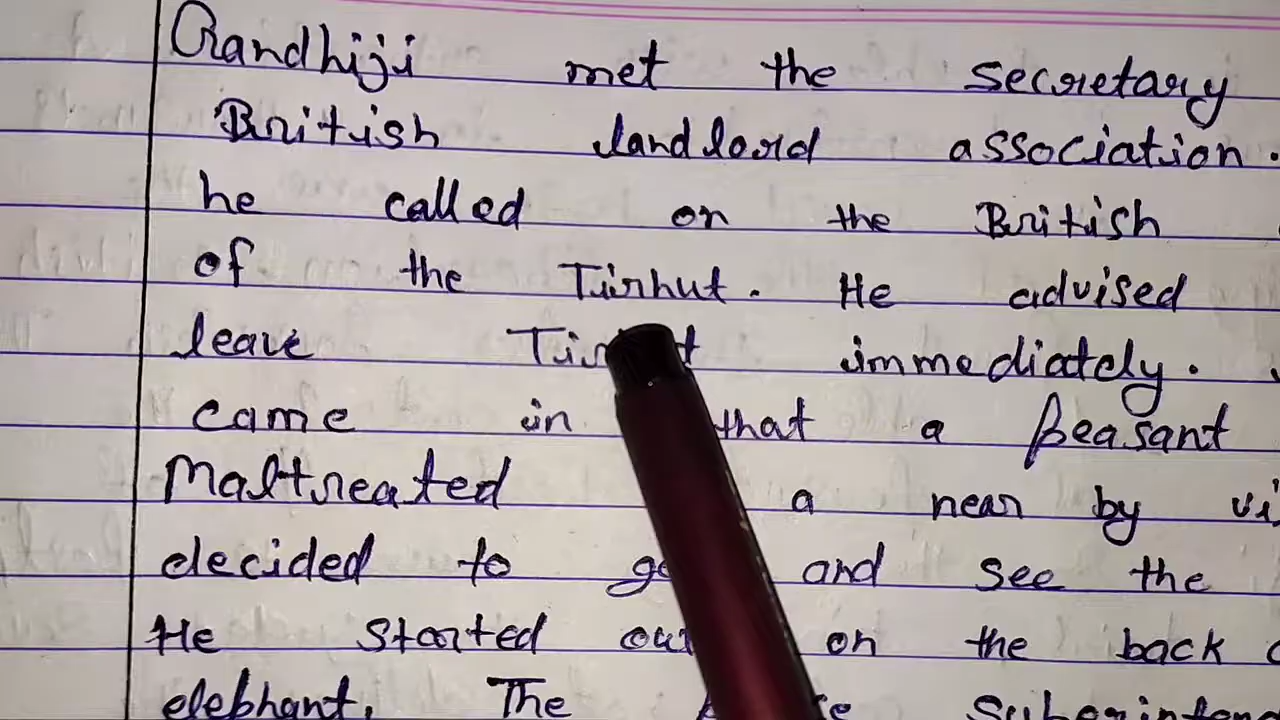 Gandhiji met the Secretary
British landlord association.
he called on the British
of the Tirhut. He advised
leave immediately.
came in that a peasant
Maltreated a near by
decided to and see the
He started on the back
elephant. The